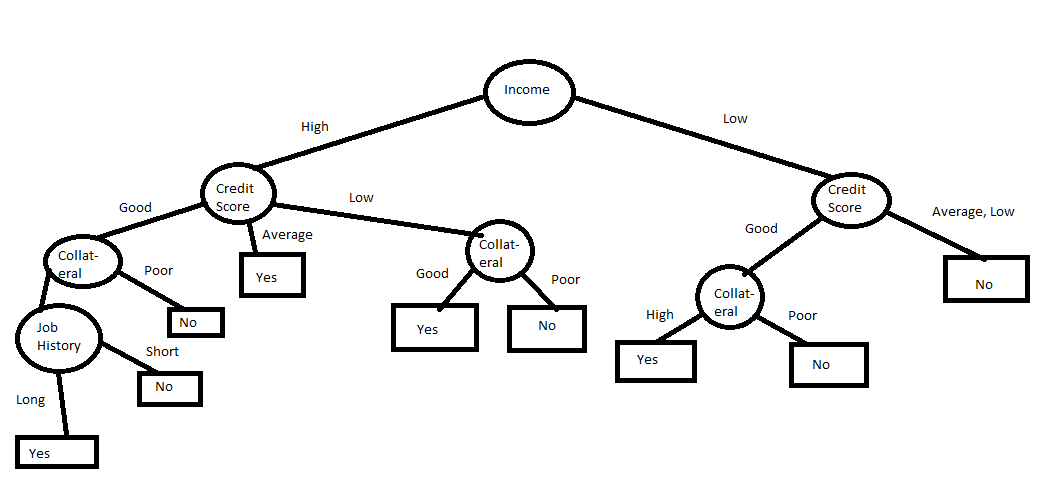 Income
High
Low
Credit
Score
Credit
Score
Good
Low
Average
Good
Average, Low
Collat-
eral
Poor
Yes
Collat-
eral
Good
Poor
Collat-
eral
High
Poor
No
Job
History
Short
No
Long
Yes
Yes
No
Yes
No
No